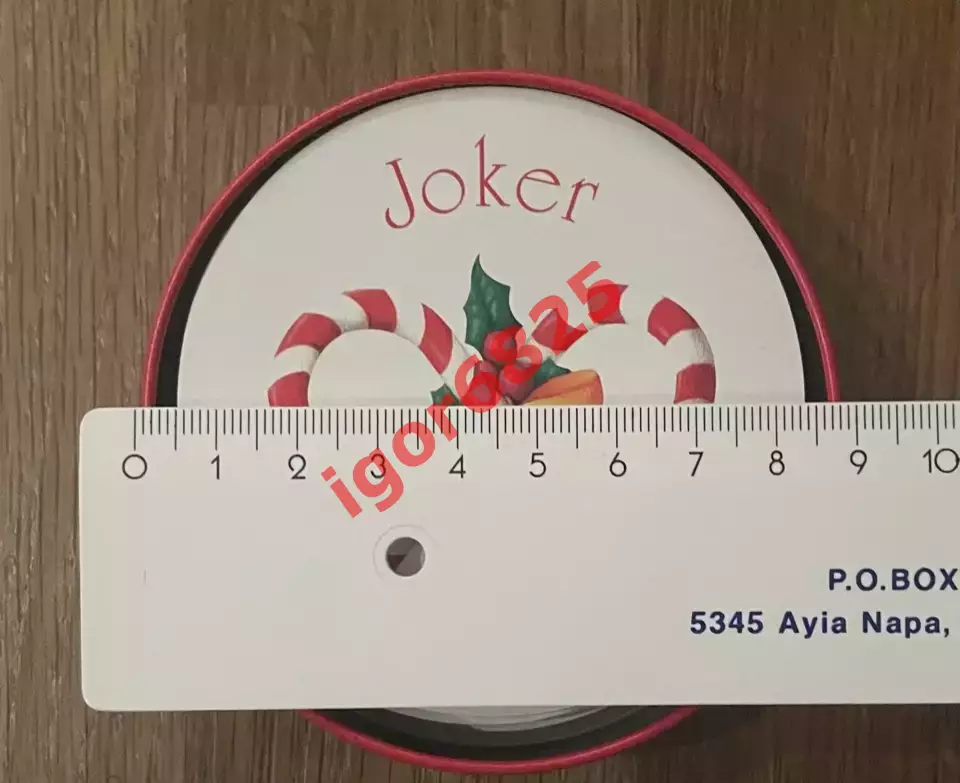 Joker
igor6825
0 1 2 3 4 5 6 7 8 9 10
P.O.BOX
5345 Ayia Napa,